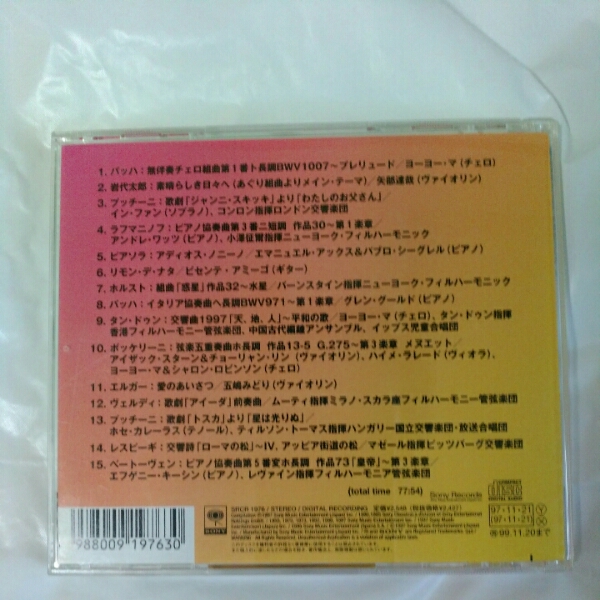 1. バッハ：無伴奏チェロ組曲第1番ト長調BWV1007～プレリュード／ヨーヨー・マ（チェロ）
2. 岩代太郎：素晴らしき日々へ（あぐり組曲よりメイン・テーマ）／矢部達哉（ヴァイオリン）
3. プッチーニ：歌劇「ジャンニ・スキッキ」より「わたしのお父さん」／
イン・ファン（ソプラノ）、コンロン指揮ロンドン交響楽団
4. ラフマニノフ：ピアノ協奏曲第3番ニ短調 作品30～第1楽章／
アンドレ・ワッツ（ピアノ）、小澤征爾指揮ニューヨーク・フィルハーモニック
5. ピアソラ：アディオス・ノニーノ／エマニュエル・アックス&パブロ・シーグレル（ピアノ）
6. リモン・デ・ナタ／ビセンテ・アミーゴ（ギター）
7. ホルスト：組曲「惑星」作品32～水星／バーンスタイン指揮ニューヨーク・フィルハーモニック
8. バッハ：イタリア協奏曲ヘ長調BWV971～第1楽章／グレン・グールド（ピアノ）
9. タン・ドゥン：交響曲1997「天、地、人」～平和の歌／ヨーヨー・マ（チェロ）、タン・ドゥン指揮
香港フィルハーモニー管弦楽団、中国古代編鐘アンサンブル、イップス児童合唱団
10. ボッケリーニ：弦楽五重奏曲ホ長調 作品13-5 G.275～第3楽章 メヌエット／
アイザック・スターン&チョーリャン・リン（ヴァイオリン）、ハイメ・ラレード（ヴィオラ）、
ヨーヨー・マ&シャロン・ロビンソン（チェロ）
11. エルガー：愛のあいさつ／五嶋みどり（ヴァイオリン）
12. ヴェルディ：歌劇「アイーダ」前奏曲／ムーティ指揮ミラノ・スカラ座フィルハーモニー管弦楽団
13. プッチーニ：歌劇「トスカ」より「星は光りぬ」／
ホセ・カレーラス（テノール）、ティルソン・トーマス指揮ハンガリー国立交響楽団・放送合唱団
14. レスピーギ：交響詩「ローマの松」～IV. アッピア街道の松／マゼール指揮ピッツバーグ交響楽団
15. ベートーヴェン：ピアノ協奏曲第5番変ホ長調 作品73「皇帝」～第3楽章／
エフゲニー・キーシン（ピアノ）、レヴァイン指揮フィルハーモニア管弦楽団
(total time 77:54)
Sony Records
COMPACT
disc
DIGITAL AUDIO
SONY
SRCR 1978 / STEREO / DIGITAL RECORDING
97・11・21 Y
97・11・21 X
再99.11.20まで
988009 197630